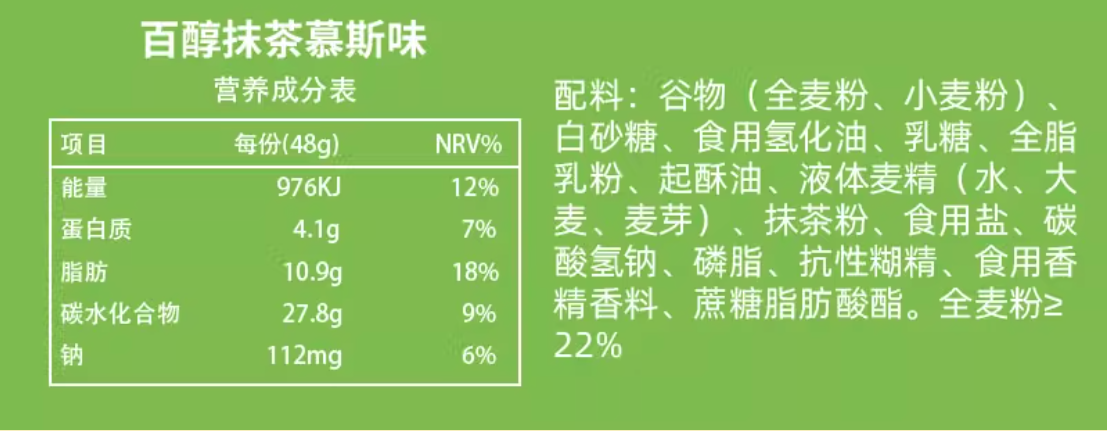 百醇抹茶慕斯味
营养成分表
项目 每份(48g) NRV%
能量 976KJ 12%
蛋白质 4.1g 7%
脂肪 10.9g 18%
碳水化合物 27.8g 9%
钠 112mg 6%
配料：谷物（全麦粉、小麦粉）、
白砂糖、食用氢化油、乳糖、全脂
乳粉、起酥油、液体麦精（水、大
麦、麦芽）、抹茶粉、食用盐、碳
酸氢钠、磷脂、抗性糊精、食用香
精香料、蔗糖脂肪酸酯。全麦粉≥
22%